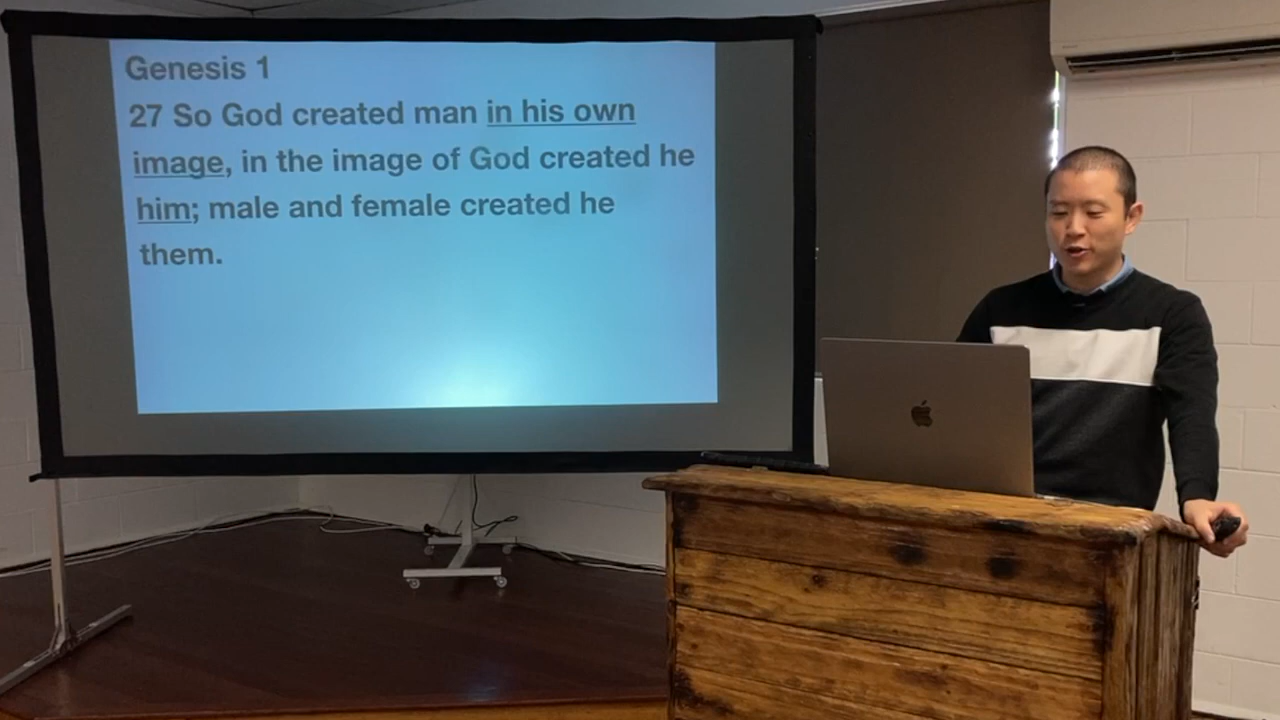 Genesis 1
27 So God created man in his own
image, in the image of God created he
him; male and female created he
them.